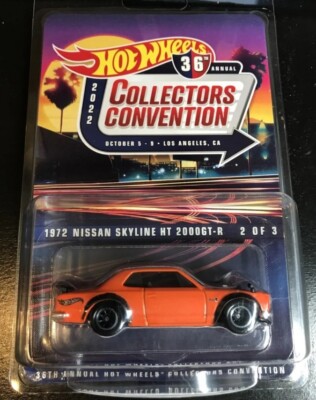 HOT WHEELS
36TH ANNUAL
2022
COLLECTORS
CONVENTION
OCTOBER 5 - 9 • LOS ANGELES, CA
1972 NISSAN SKYLINE HT 2000GT-R 2 OF 3
36TH ANNUAL HOT WHEELS COLLECTORS CONVENTION